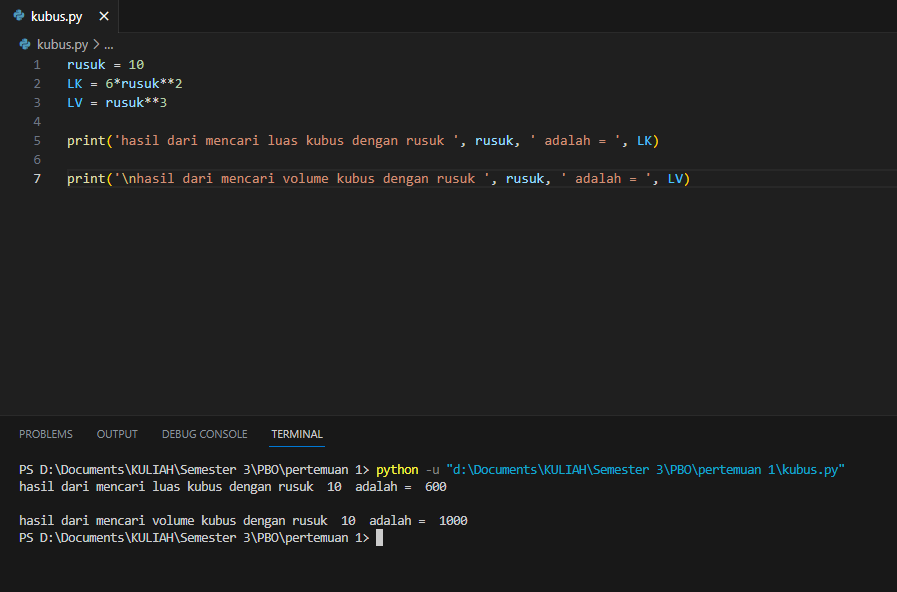 kubus.py
kubus.py > ...
1 rusuk = 10
2 LK = 6*rusuk**2
3 LV = rusuk**3
4
5 print('hasil dari mencari luas kubus dengan rusuk ', rusuk, ' adalah = ', LK)
6
7 print('\nhasil dari mencari volume kubus dengan rusuk ', rusuk, ' adalah = ', LV)
PROBLEMS OUTPUT DEBUG CONSOLE TERMINAL
PS D:\Documents\KULIAH\Semester 3\PBO\pertemuan 1> python -u "d:\Documents\KULIAH\Semester 3\PBO\pertemuan 1\kubus.py"
hasil dari mencari luas kubus dengan rusuk  10  adalah =  600
hasil dari mencari volume kubus dengan rusuk  10  adalah =  1000
PS D:\Documents\KULIAH\Semester 3\PBO\pertemuan 1>